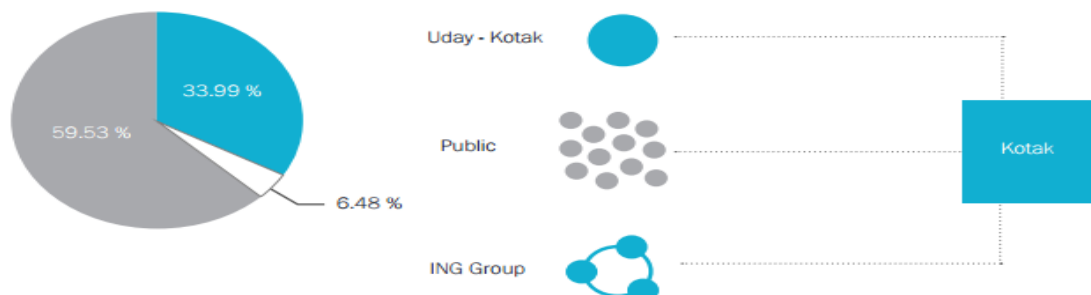 33.99 %
59.53 %
6.48 %
Uday - Kotak
Public
ING Group
Kotak